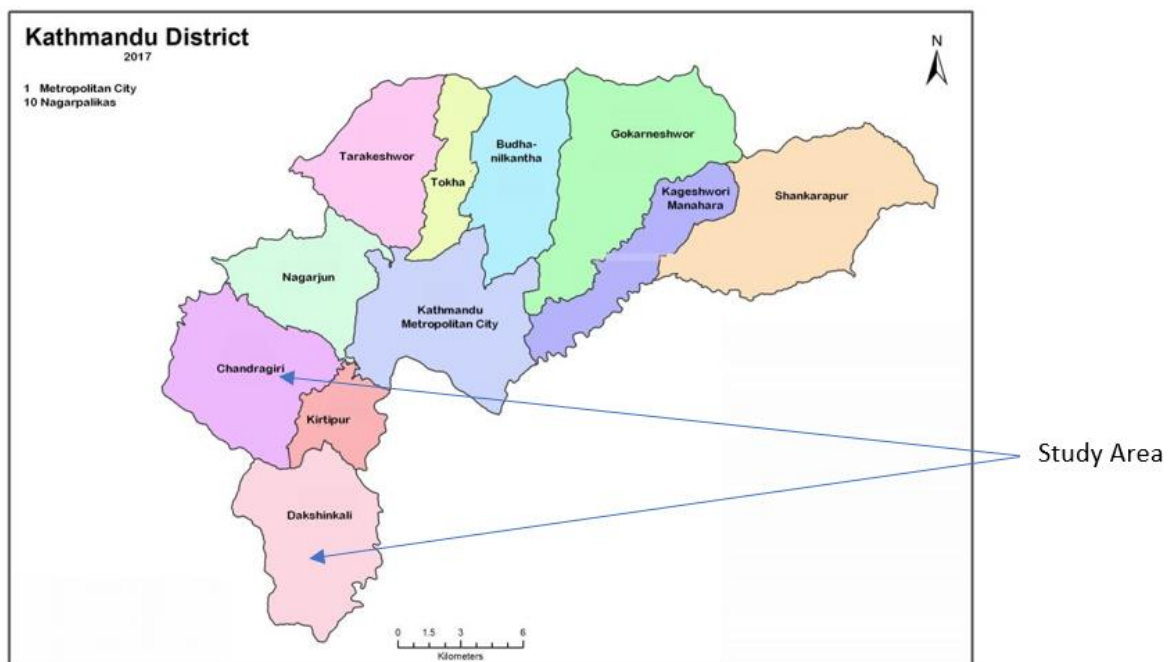 Kathmandu District
2017
1 Metropolitan City
10 Nagarpalikas
N
Tarakeshwor
Tokha
Budha-
nilkantha
Gokarneshwor
Kageshwori
Manahara
Shankarapur
Nagarjun
Kathmandu
Metropolitan City
Chandragiri
Kirtipur
Study Area
Dakshinkali
0 1.5 3 6
Kilometers